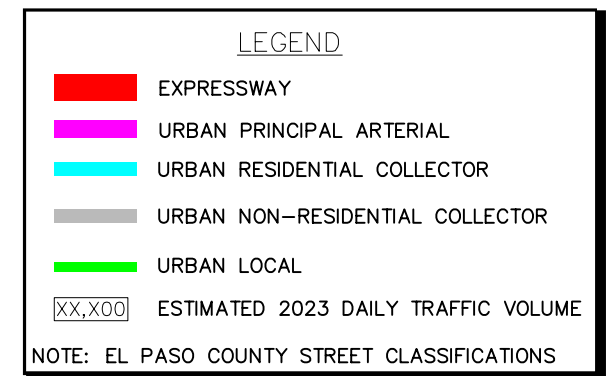 LEGEND
EXPRESSWAY
URBAN PRINCIPAL ARTERIAL
URBAN RESIDENTIAL COLLECTOR
URBAN NON-RESIDENTIAL COLLECTOR
URBAN LOCAL
XX,X00 ESTIMATED 2023 DAILY TRAFFIC VOLUME
NOTE: EL PASO COUNTY STREET CLASSIFICATIONS